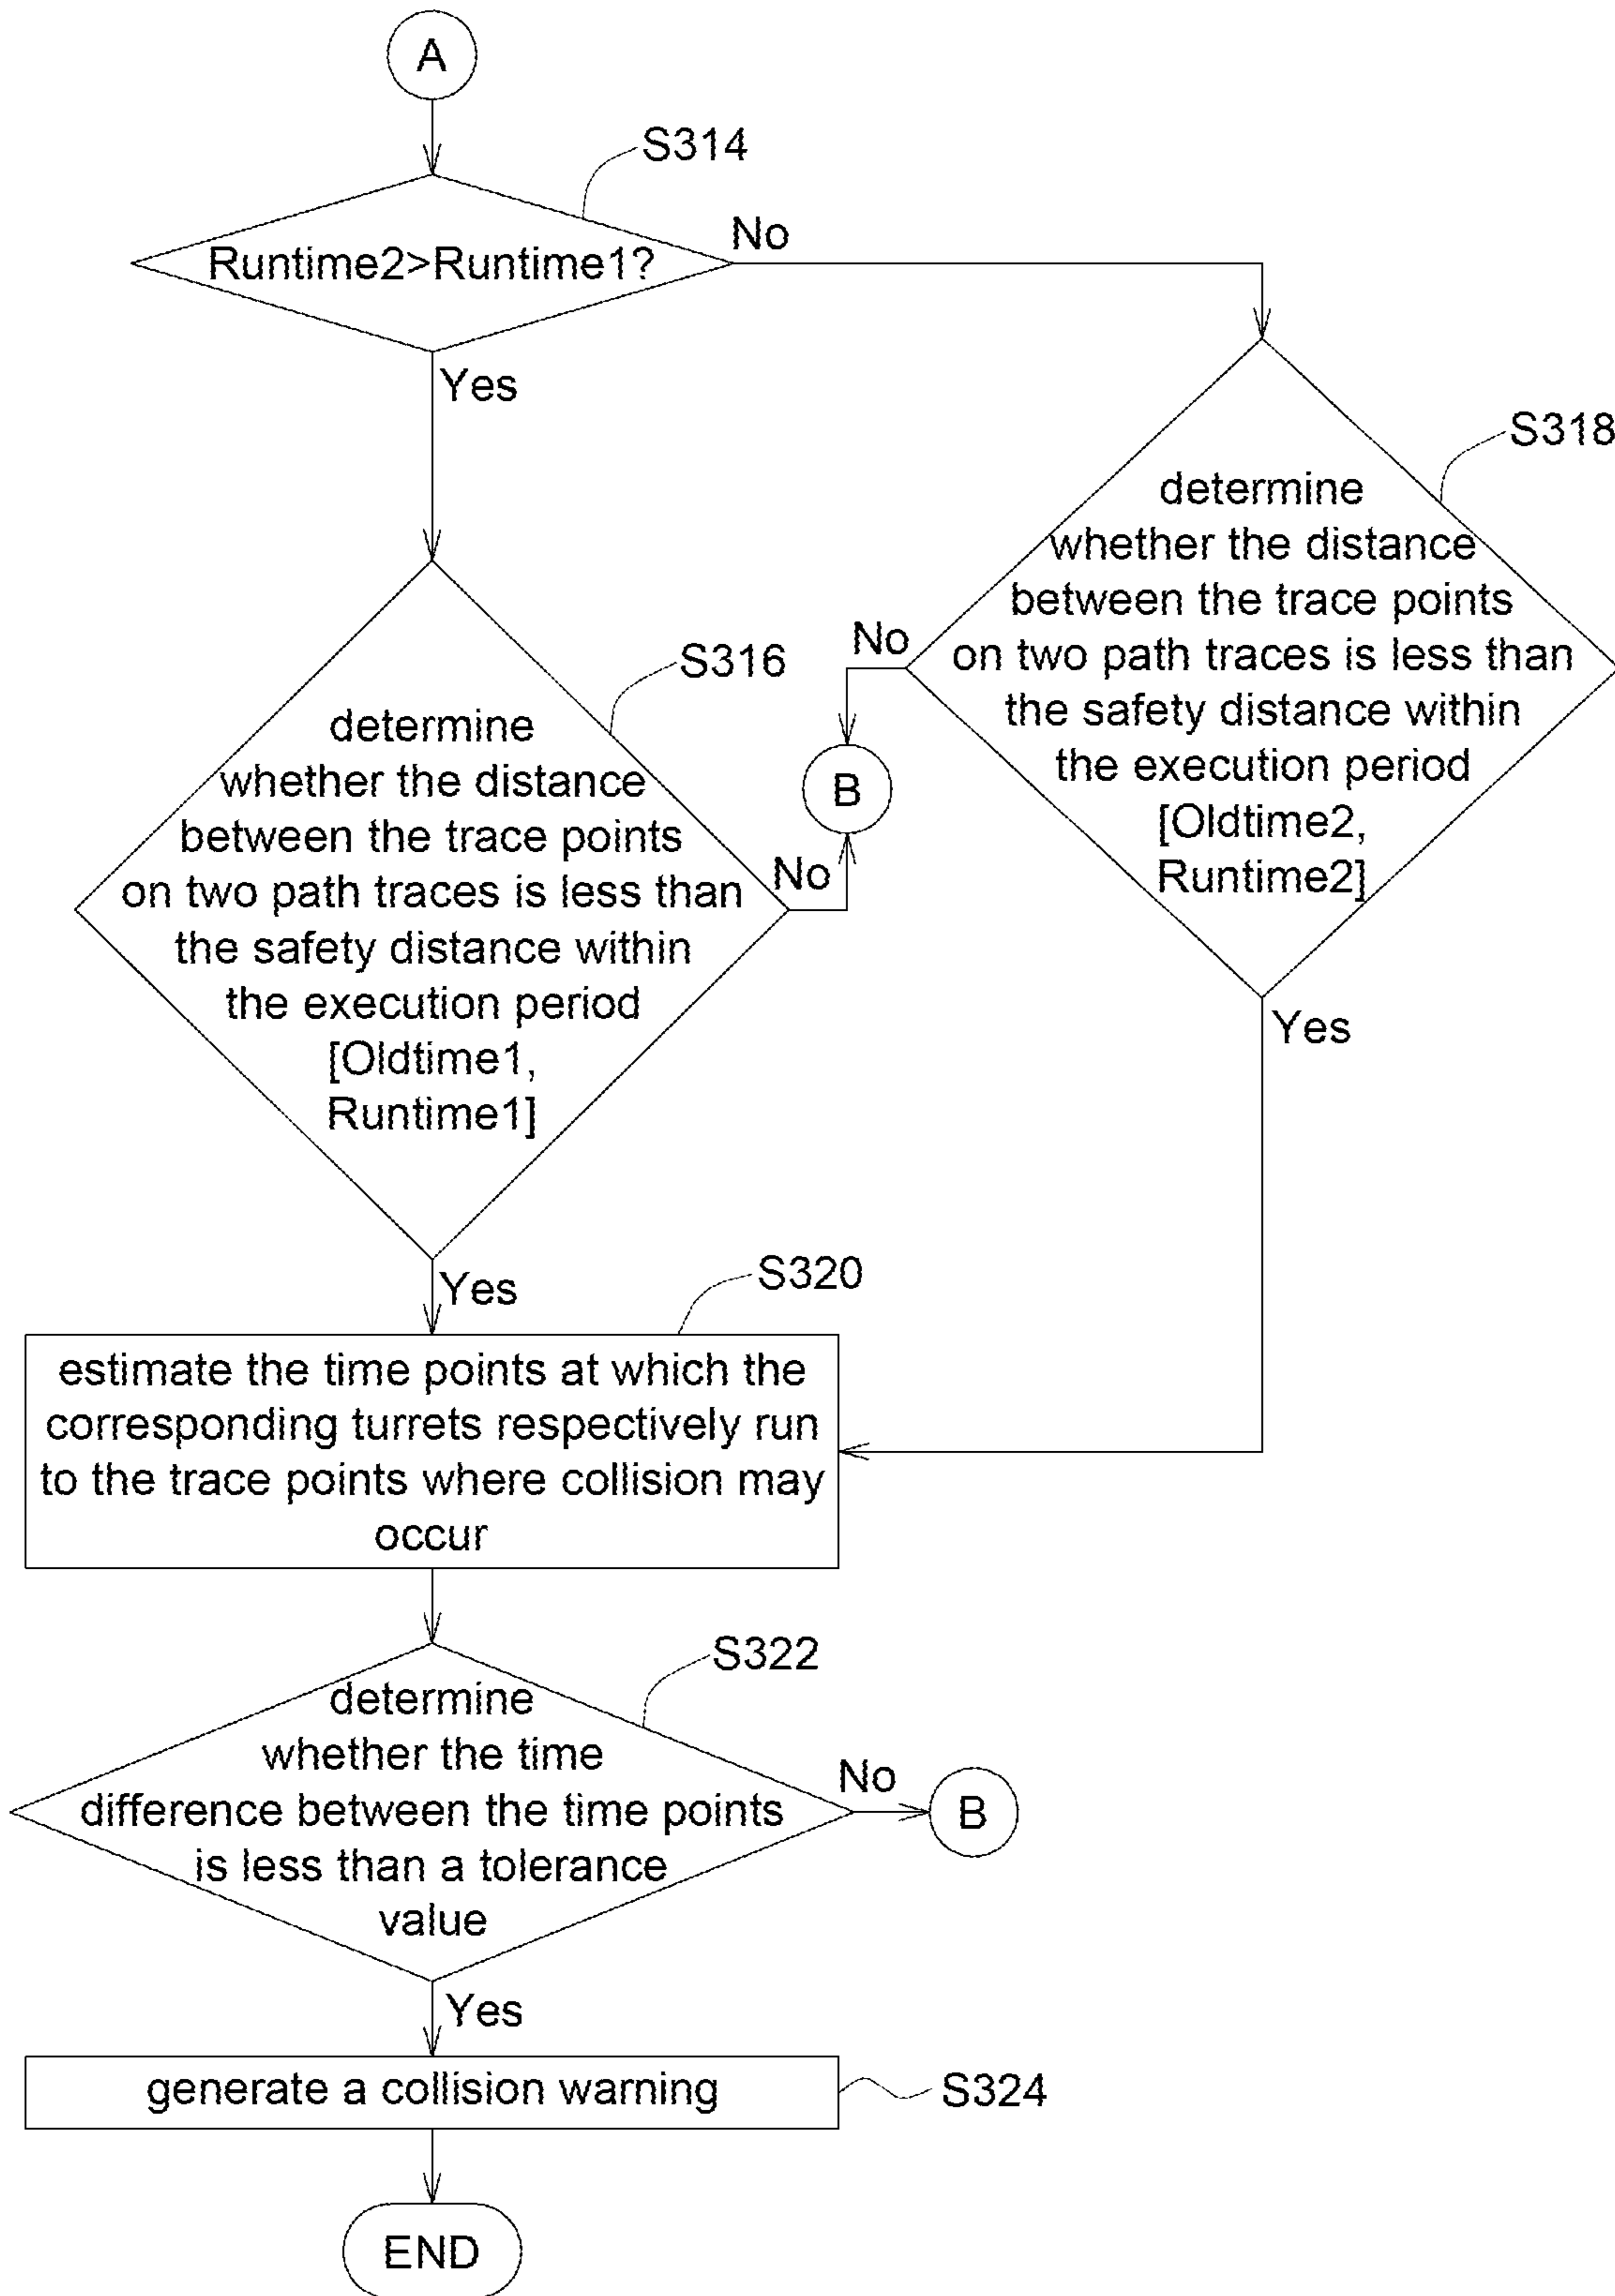 A
S314
Runtime2>Runtime1?
No
Yes
S318
determine
whether the distance
between the trace points
on two path traces is less than
the safety distance within
the execution period
[Oldtime2,
Runtime2]
No
Yes
S316
determine
whether the distance
between the trace points
on two path traces is less than
the safety distance within
the execution period
[Oldtime1,
Runtime1]
No
B
Yes
S320
estimate the time points at which the
corresponding turrets respectively run
to the trace points where collision may
occur
S322
determine
whether the time
difference between the time points
is less than a tolerance
value
No
B
Yes
generate a collision warning
S324
END